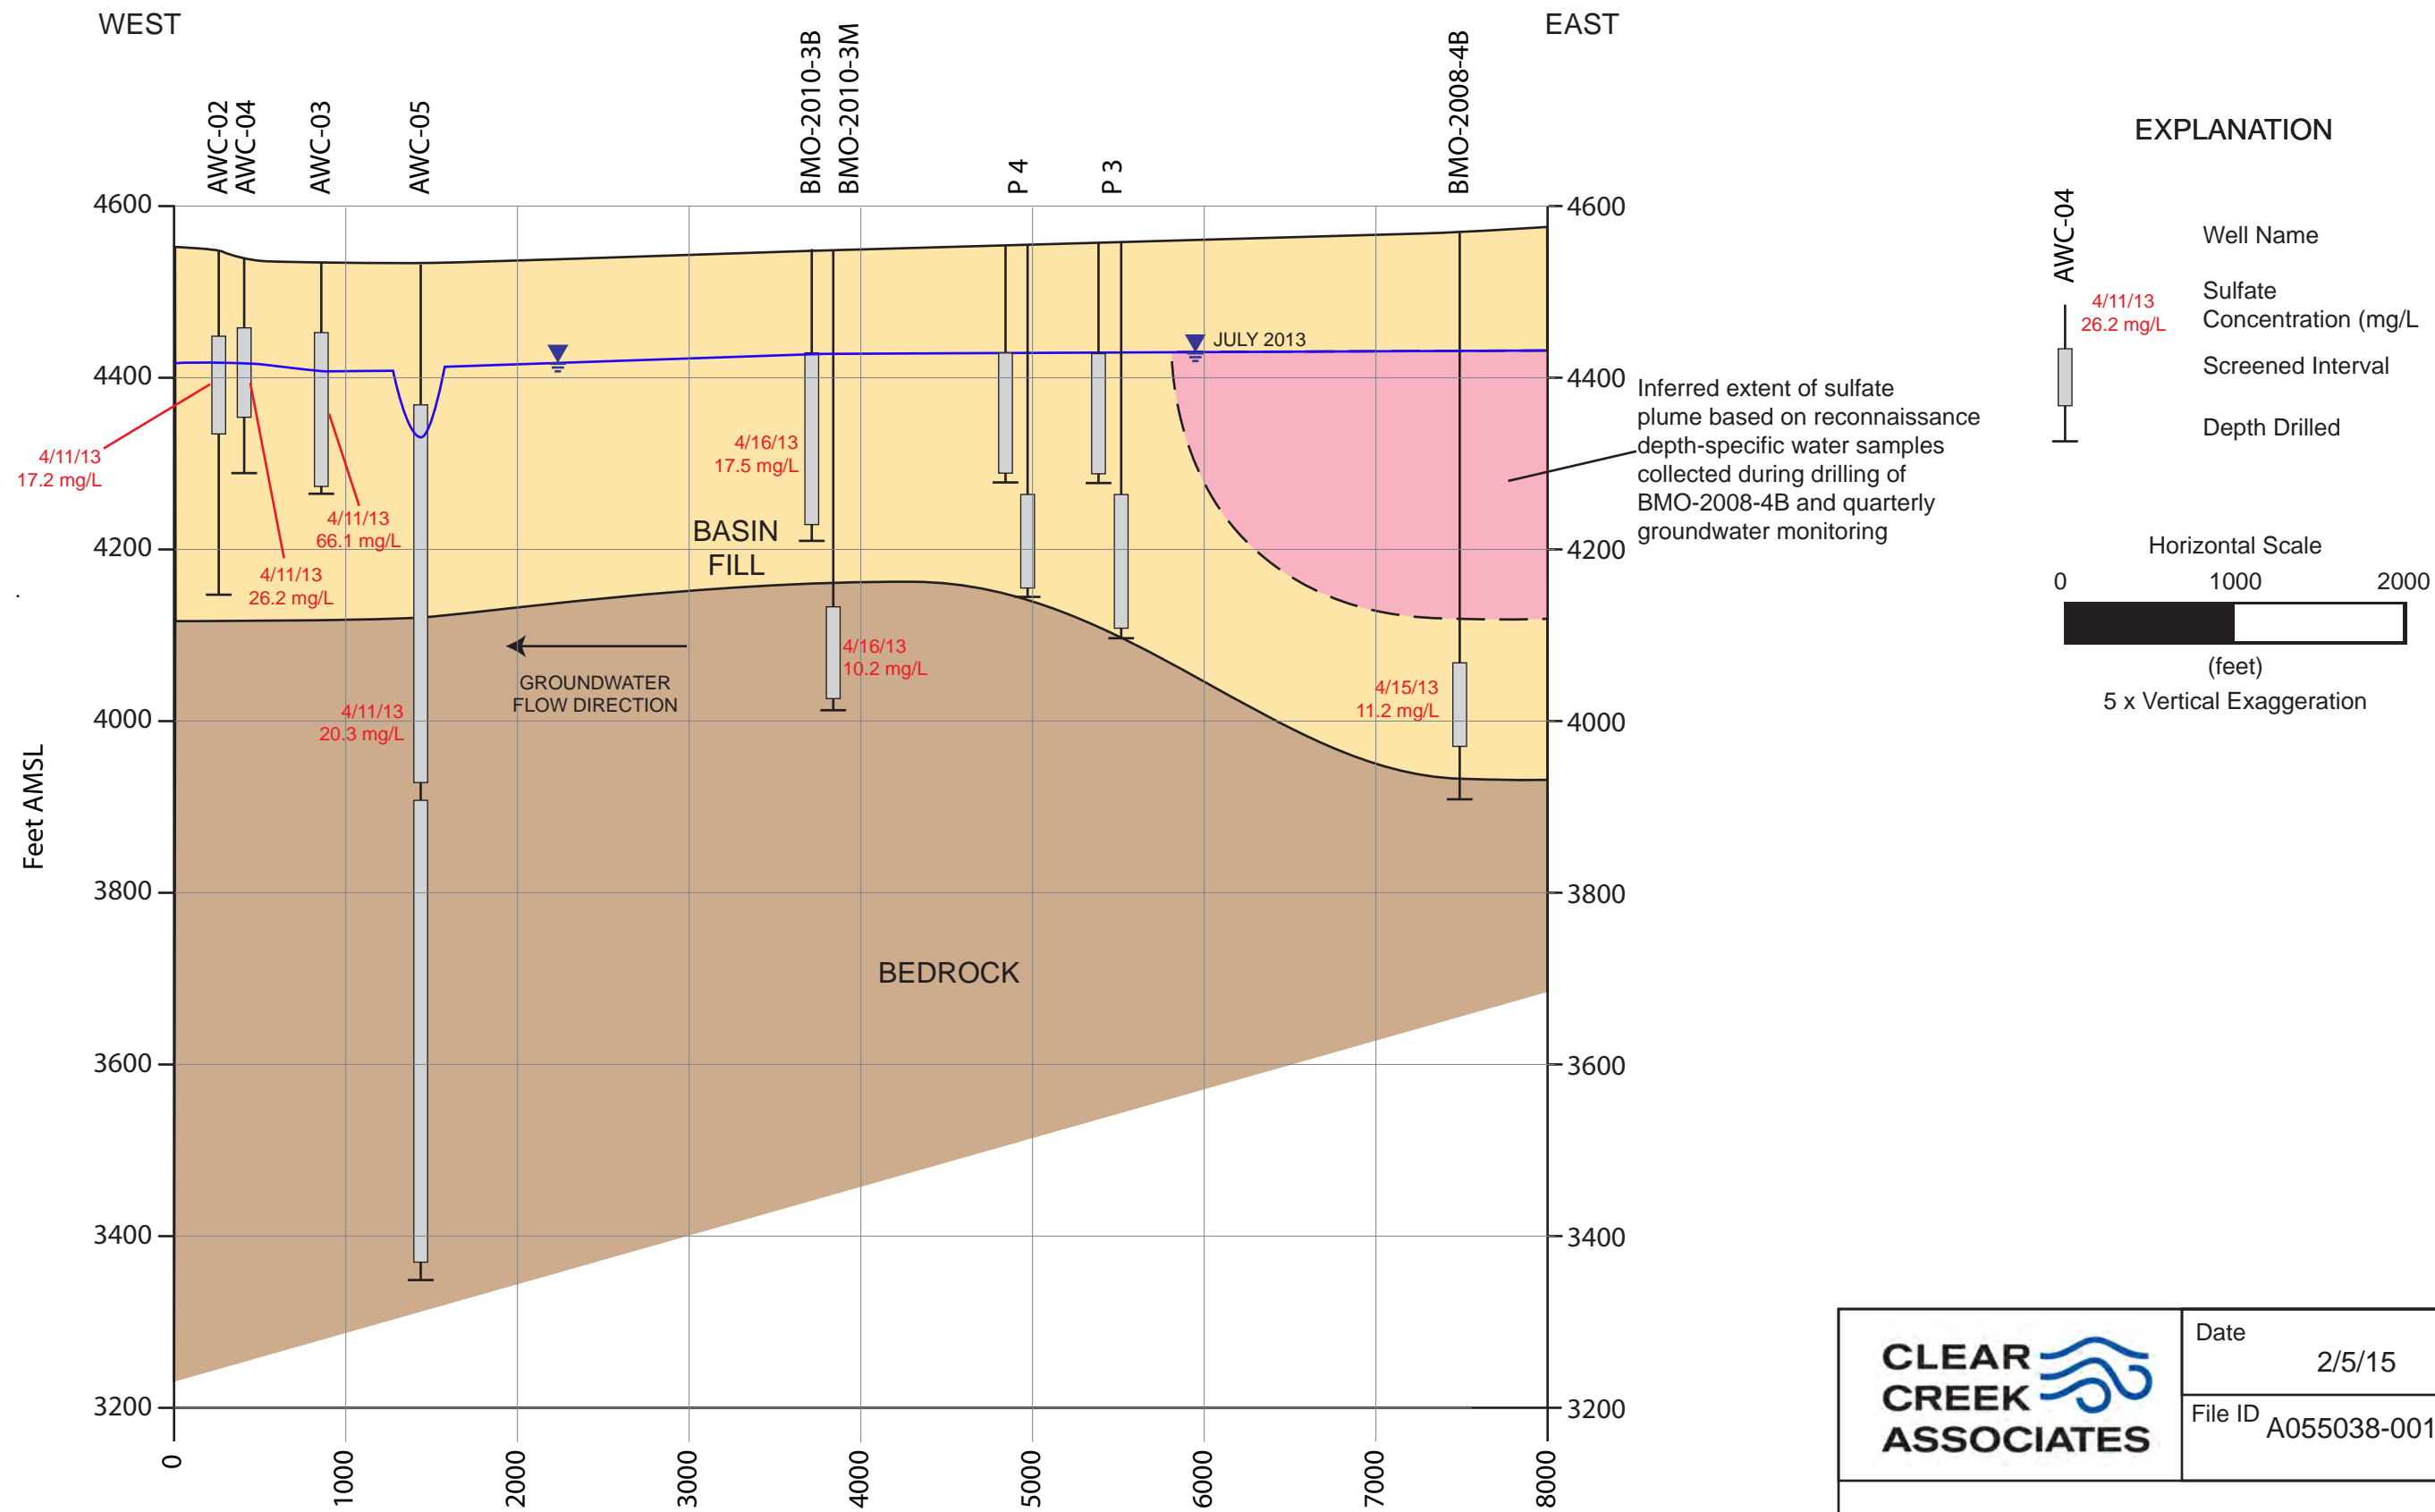 WEST
EAST
AWC-02
AWC-04
AWC-03
AWC-05
BMO-2010-3B
BMO-2010-3M
P 4
P 3
BMO-2008-4B
4600
4400
4200
4000
3800
3600
3400
3200
4600
4400
4200
4000
3800
3600
3400
3200
Feet AMSL
0
1000
2000
3000
4000
5000
6000
7000
8000
JULY 2013
4/11/13
17.2 mg/L
4/11/13
26.2 mg/L
4/11/13
66.1 mg/L
4/11/13
20.3 mg/L
4/16/13
17.5 mg/L
4/16/13
10.2 mg/L
4/15/13
11.2 mg/L
BASIN
FILL
GROUNDWATER
FLOW DIRECTION
BEDROCK
Inferred extent of sulfate
plume based on reconnaissance
depth-specific water samples
collected during drilling of
BMO-2008-4B and quarterly
groundwater monitoring
EXPLANATION
AWC-04
Well Name
4/11/13
26.2 mg/L
Sulfate
Concentration (mg/L
Screened Interval
Depth Drilled
Horizontal Scale
0 1000 2000
(feet)
5 x Vertical Exaggeration
CLEAR
CREEK
ASSOCIATES
Date
2/5/15
File ID
A055038-001